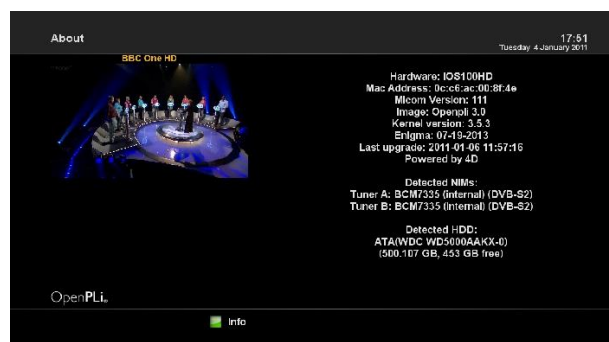 About
17:51
Tuesday 4 January 2011
BBC One HD
Hardware: IOS100HD
Mac Address: 0c:c6:ac:00:8f:4e
Micom Version: 111
Image: Openpli 3.0
Kernel version: 3.5.3
Enigma: 07-19-2013
Last upgrade: 2011-01-06 11:57:16
Powered by 4D
Detected NIMs:
Tuner A: BCM7335 (internal) (DVB-S2)
Tuner B: BCM7335 (internal) (DVB-S2)
Detected HDD:
ATA(WDC WD5000AAKX-0)
(500.107 GB, 453 GB free)
OpenPLi.
Info